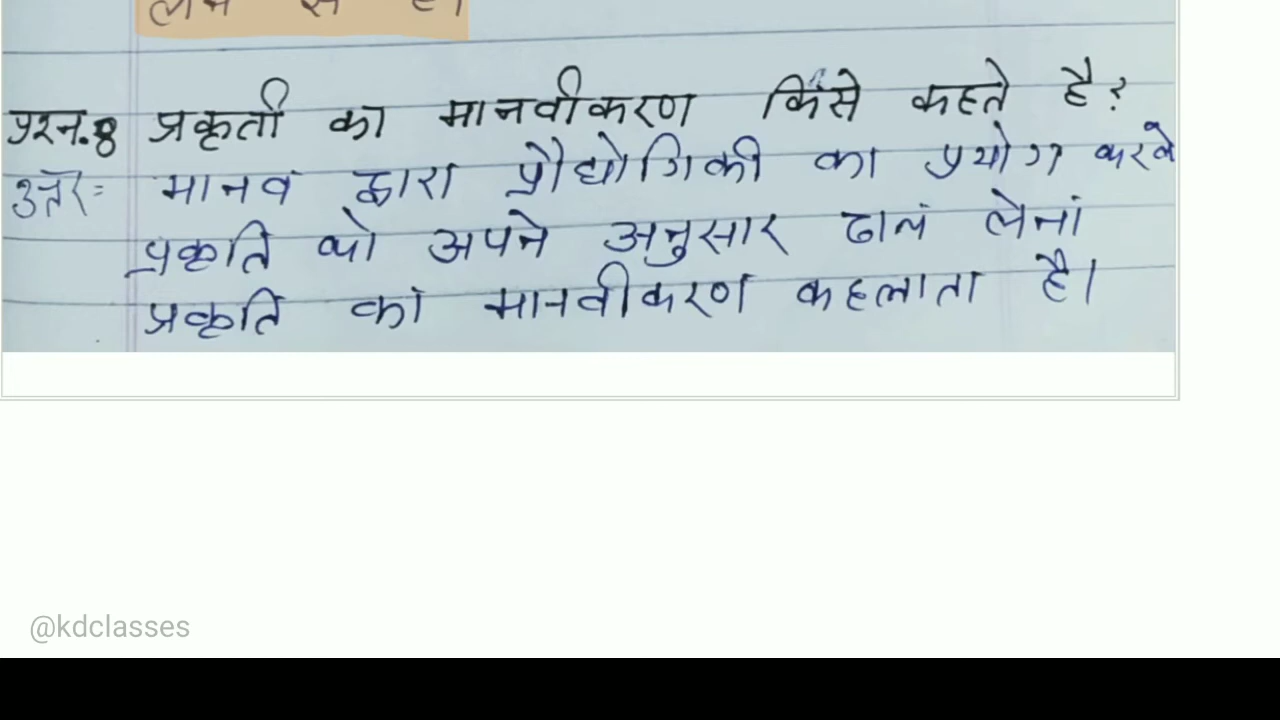 से है।
प्रश्न.8 प्रकृती का मानवीकरण किसे कहते है?
उत्तर= मानव द्वारा प्रौद्योगिकी का प्रयोग करके
प्रकृति को अपने अनुसार ढाल लेना
प्रकृति का मानवीकरण कहलाता है।
@kdclasses